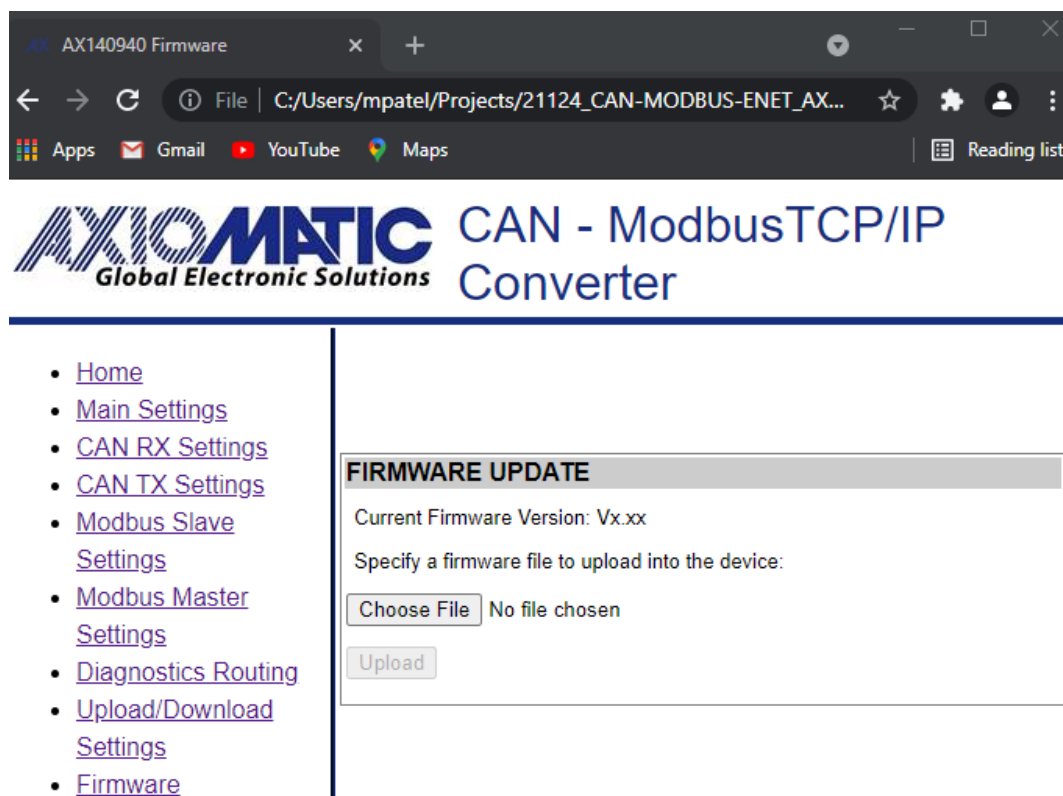 AX140940 Firmware
File | C:/Users/mpatel/Projects/21124_CAN-MODBUS-ENET_AX...
Apps Gmail YouTube Maps Reading list
AXIOMATIC
Global Electronic Solutions
CAN - ModbusTCP/IP
Converter
Home
Main Settings
CAN RX Settings
CAN TX Settings
Modbus Slave
Settings
Modbus Master
Settings
Diagnostics Routing
Upload/Download
Settings
Firmware
FIRMWARE UPDATE
Current Firmware Version: Vx.xx
Specify a firmware file to upload into the device:
Choose File No file chosen
Upload